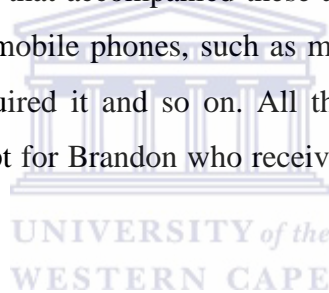 that accompanied these
mobile phones, such as m
uired it and so on. All th
pt for Brandon who receiv
UNIVERSITY of the
WESTERN CAPE